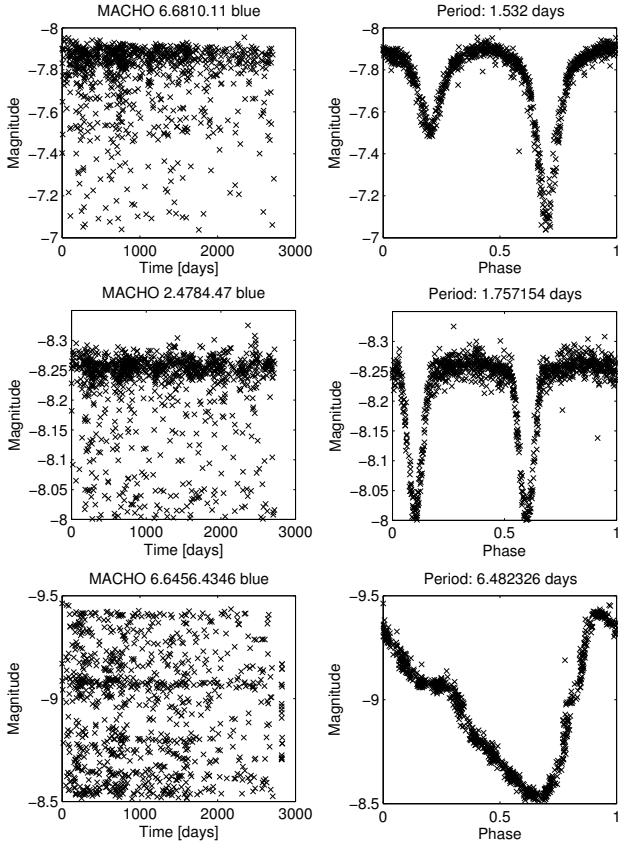 MACHO 6.6810.11 blue
−8
−7.8
−7.6
−7.4
−7.2
−7
Magnitude
0
1000
2000
3000
Time [days]
Period: 1.532 days
−8
−7.8
−7.6
−7.4
−7.2
−7
Magnitude
0
0.5
1
Phase
MACHO 2.4784.47 blue
−8.3
−8.25
−8.2
−8.15
−8.1
−8.05
−8
Magnitude
0
1000
2000
3000
Time [days]
Period: 1.757154 days
−8.3
−8.25
−8.2
−8.15
−8.1
−8.05
−8
Magnitude
0
0.5
1
Phase
MACHO 6.6456.4346 blue
−9.5
−9
−8.5
Magnitude
0
1000
2000
3000
Time [days]
Period: 6.482326 days
−9.5
−9
−8.5
Magnitude
0
0.5
1
Phase